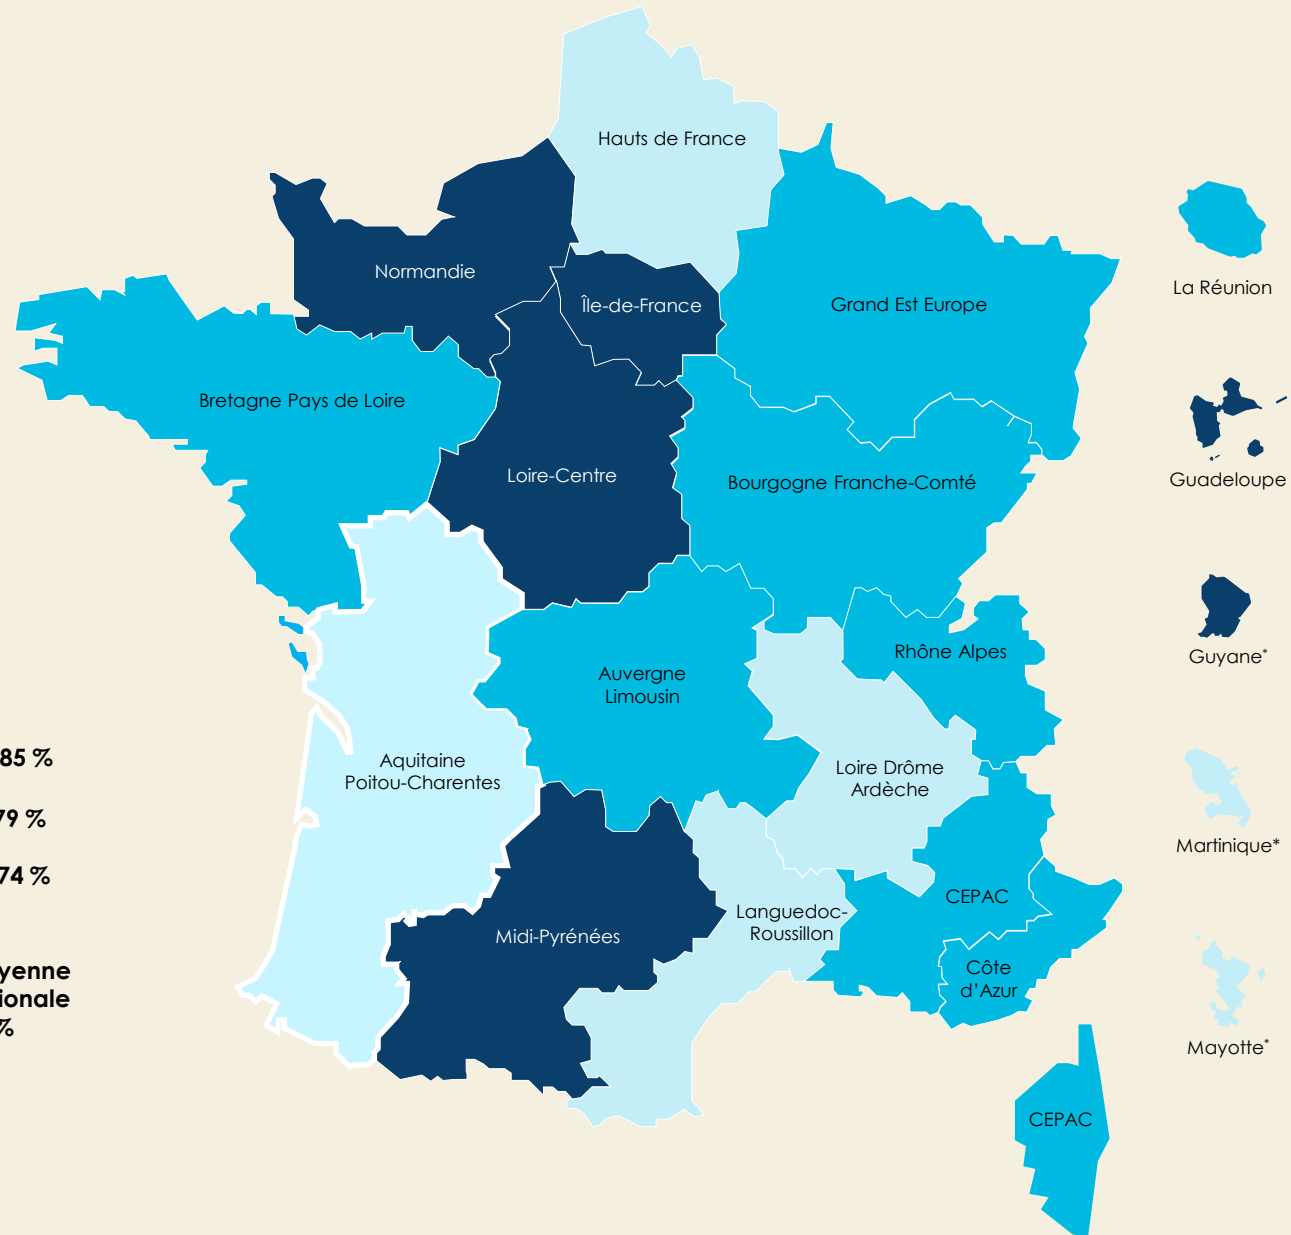 Hauts de France
Normandie
Île-de-France
Grand Est Europe
La Réunion
Bretagne Pays de Loire
Loire-Centre
Bourgogne Franche-Comté
Guadeloupe
Rhône Alpes
Guyane*
Auvergne
Limousin
Aquitaine
Poitou-Charentes
Loire Drôme
Ardèche
85 %
79 %
74 %
Martinique*
CEPAC
Languedoc-
Roussillon
Midi-Pyrénées
Côte
d'Azur
yenne
ionale
%
Mayotte*
CEPAC